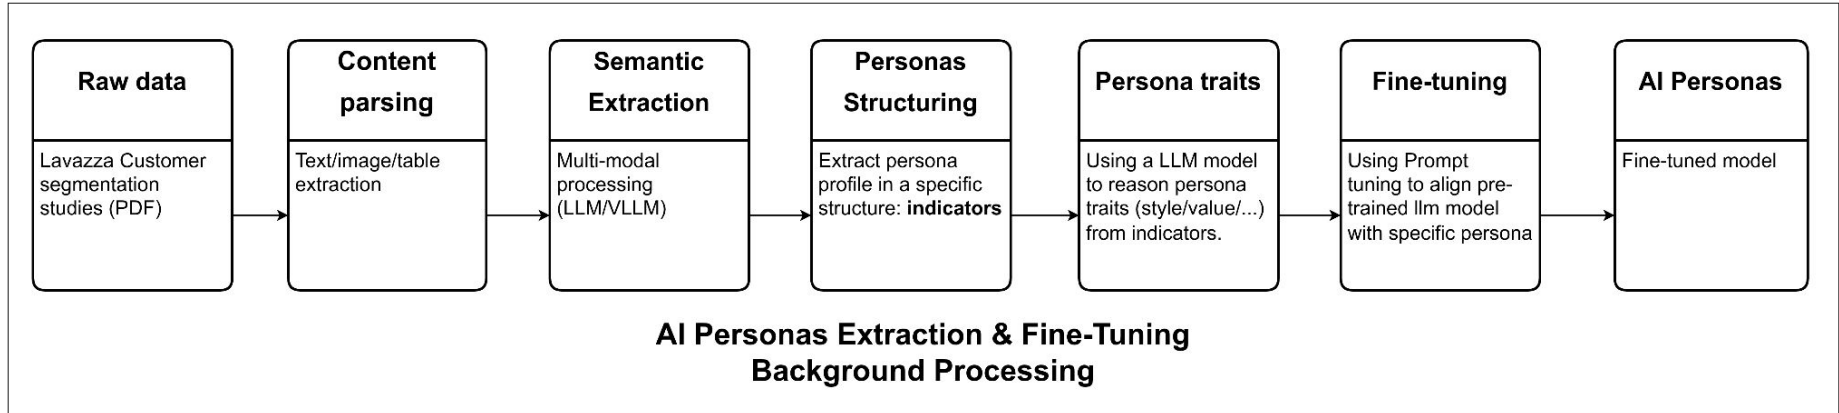 Raw data
Lavazza Customer
segmentation
studies (PDF)
Content
parsing
Text/image/table
extraction
Semantic
Extraction
Multi-modal
processing
(LLM/VLLM)
Personas
Structuring
Extract persona
profile in a specific
structure: indicators
Persona traits
Using a LLM model
to reason persona
traits (style/value/...)
from indicators.
Fine-tuning
Using Prompt
tuning to align pre-
trained llm model
with specific persona
AI Personas
Fine-tuned model
AI Personas Extraction & Fine-Tuning
Background Processing